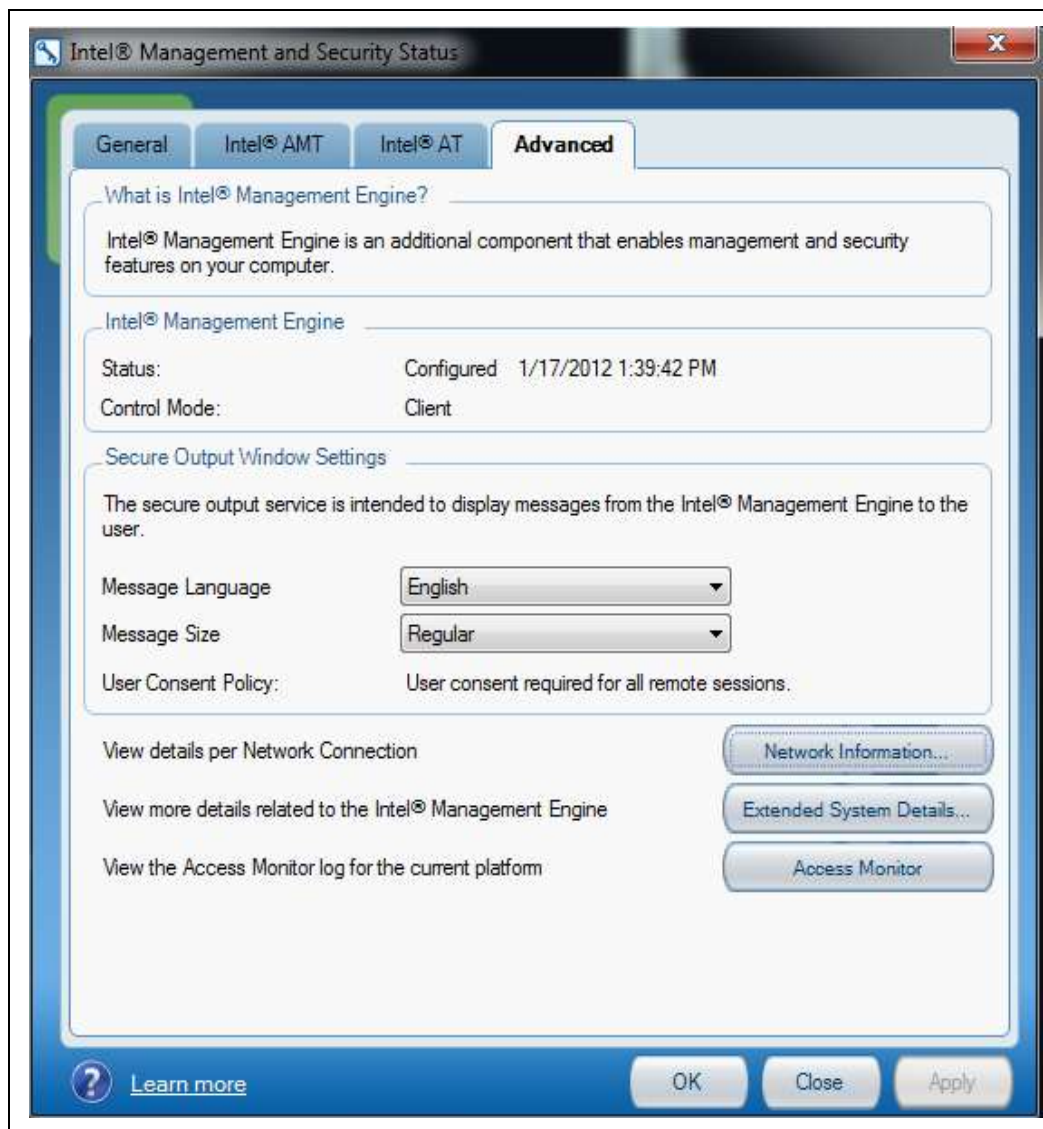 Intel® Management and Security Status
General Intel® AMT Intel® AT Advanced
What is Intel® Management Engine?
Intel® Management Engine is an additional component that enables management and security
features on your computer.
Intel® Management Engine
Status: Configured 1/17/2012 1:39:42 PM
Control Mode: Client
Secure Output Window Settings
The secure output service is intended to display messages from the Intel® Management Engine to the
user.
Message Language English
Message Size Regular
User Consent Policy: User consent required for all remote sessions.
View details per Network Connection Network Information...
View more details related to the Intel® Management Engine Extended System Details...
View the Access Monitor log for the current platform Access Monitor
? Learn more OK Close Apply